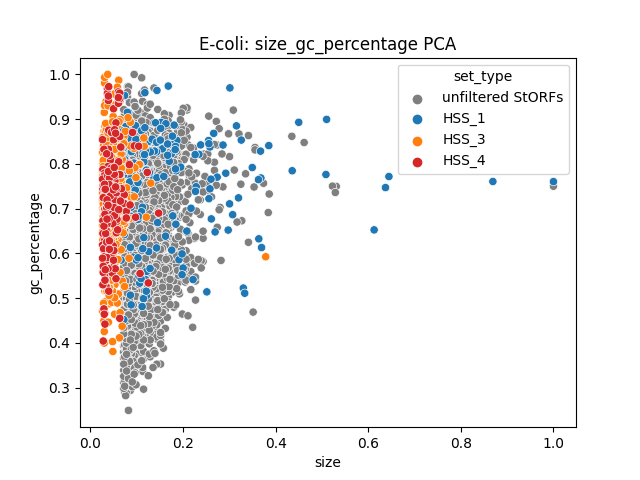 E-coli: size_gc_percentage PCA
set_type
unfiltered StORFs
HSS_1
HSS_3
HSS_4
gc_percentage
1.0
0.9
0.8
0.7
0.6
0.5
0.4
0.3
0.0 0.2 0.4 0.6 0.8 1.0
size